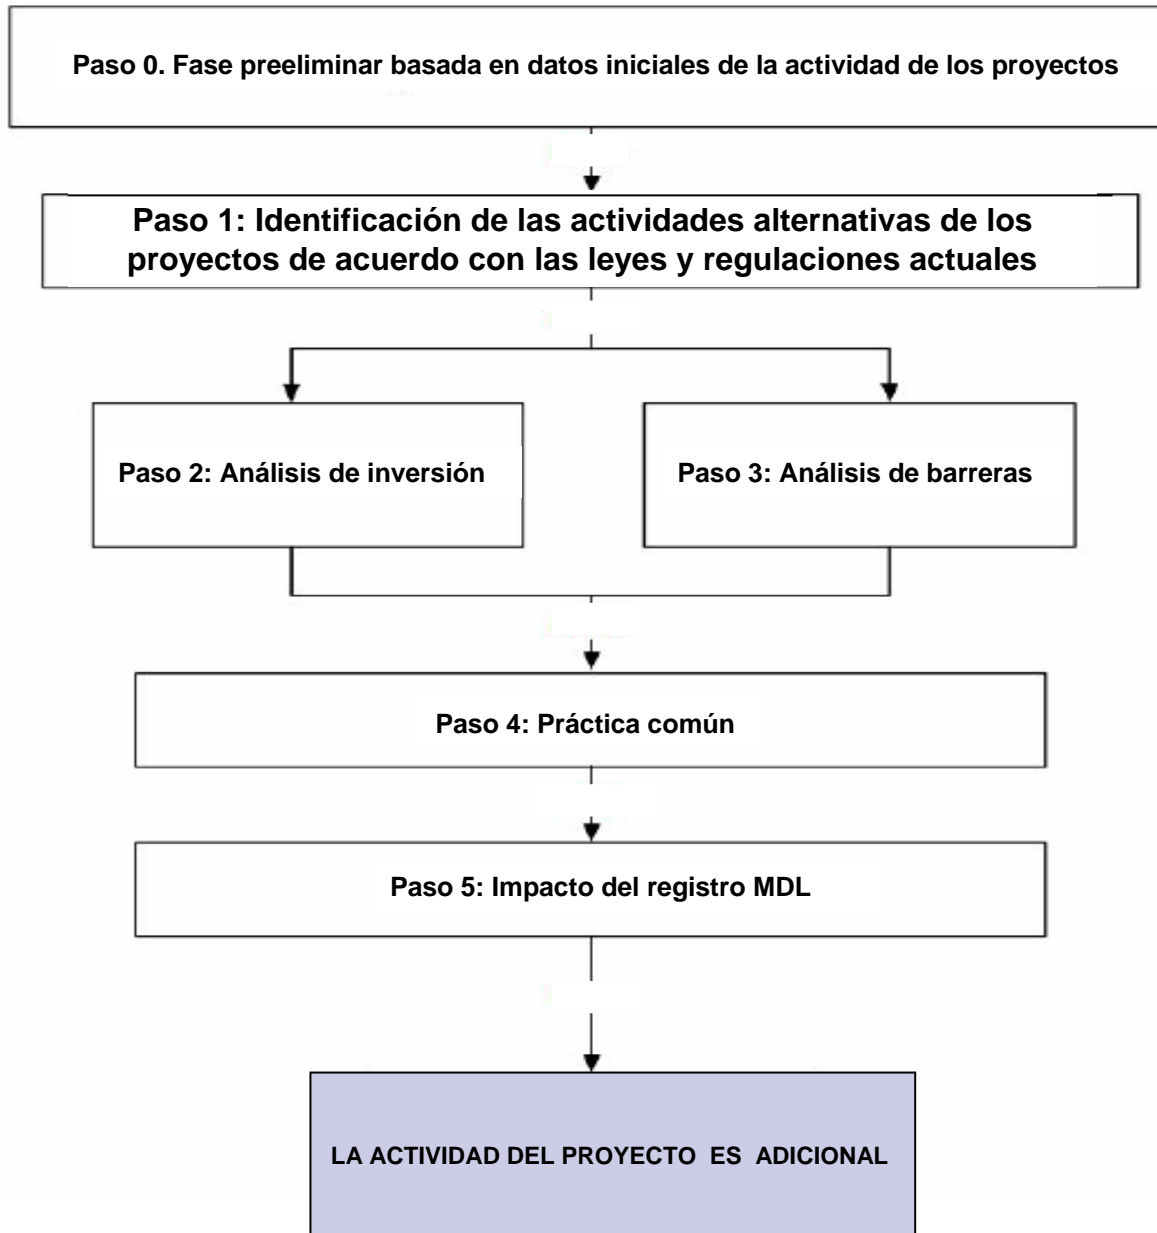 Paso 0. Fase preeliminar basada en datos iniciales de la actividad de los proyectos
Paso 1: Identificación de las actividades alternativas de los
proyectos de acuerdo con las leyes y regulaciones actuales
Paso 2: Análisis de inversión
Paso 3: Análisis de barreras
Paso 4: Práctica común
Paso 5: Impacto del registro MDL
LA ACTIVIDAD DEL PROYECTO ES ADICIONAL